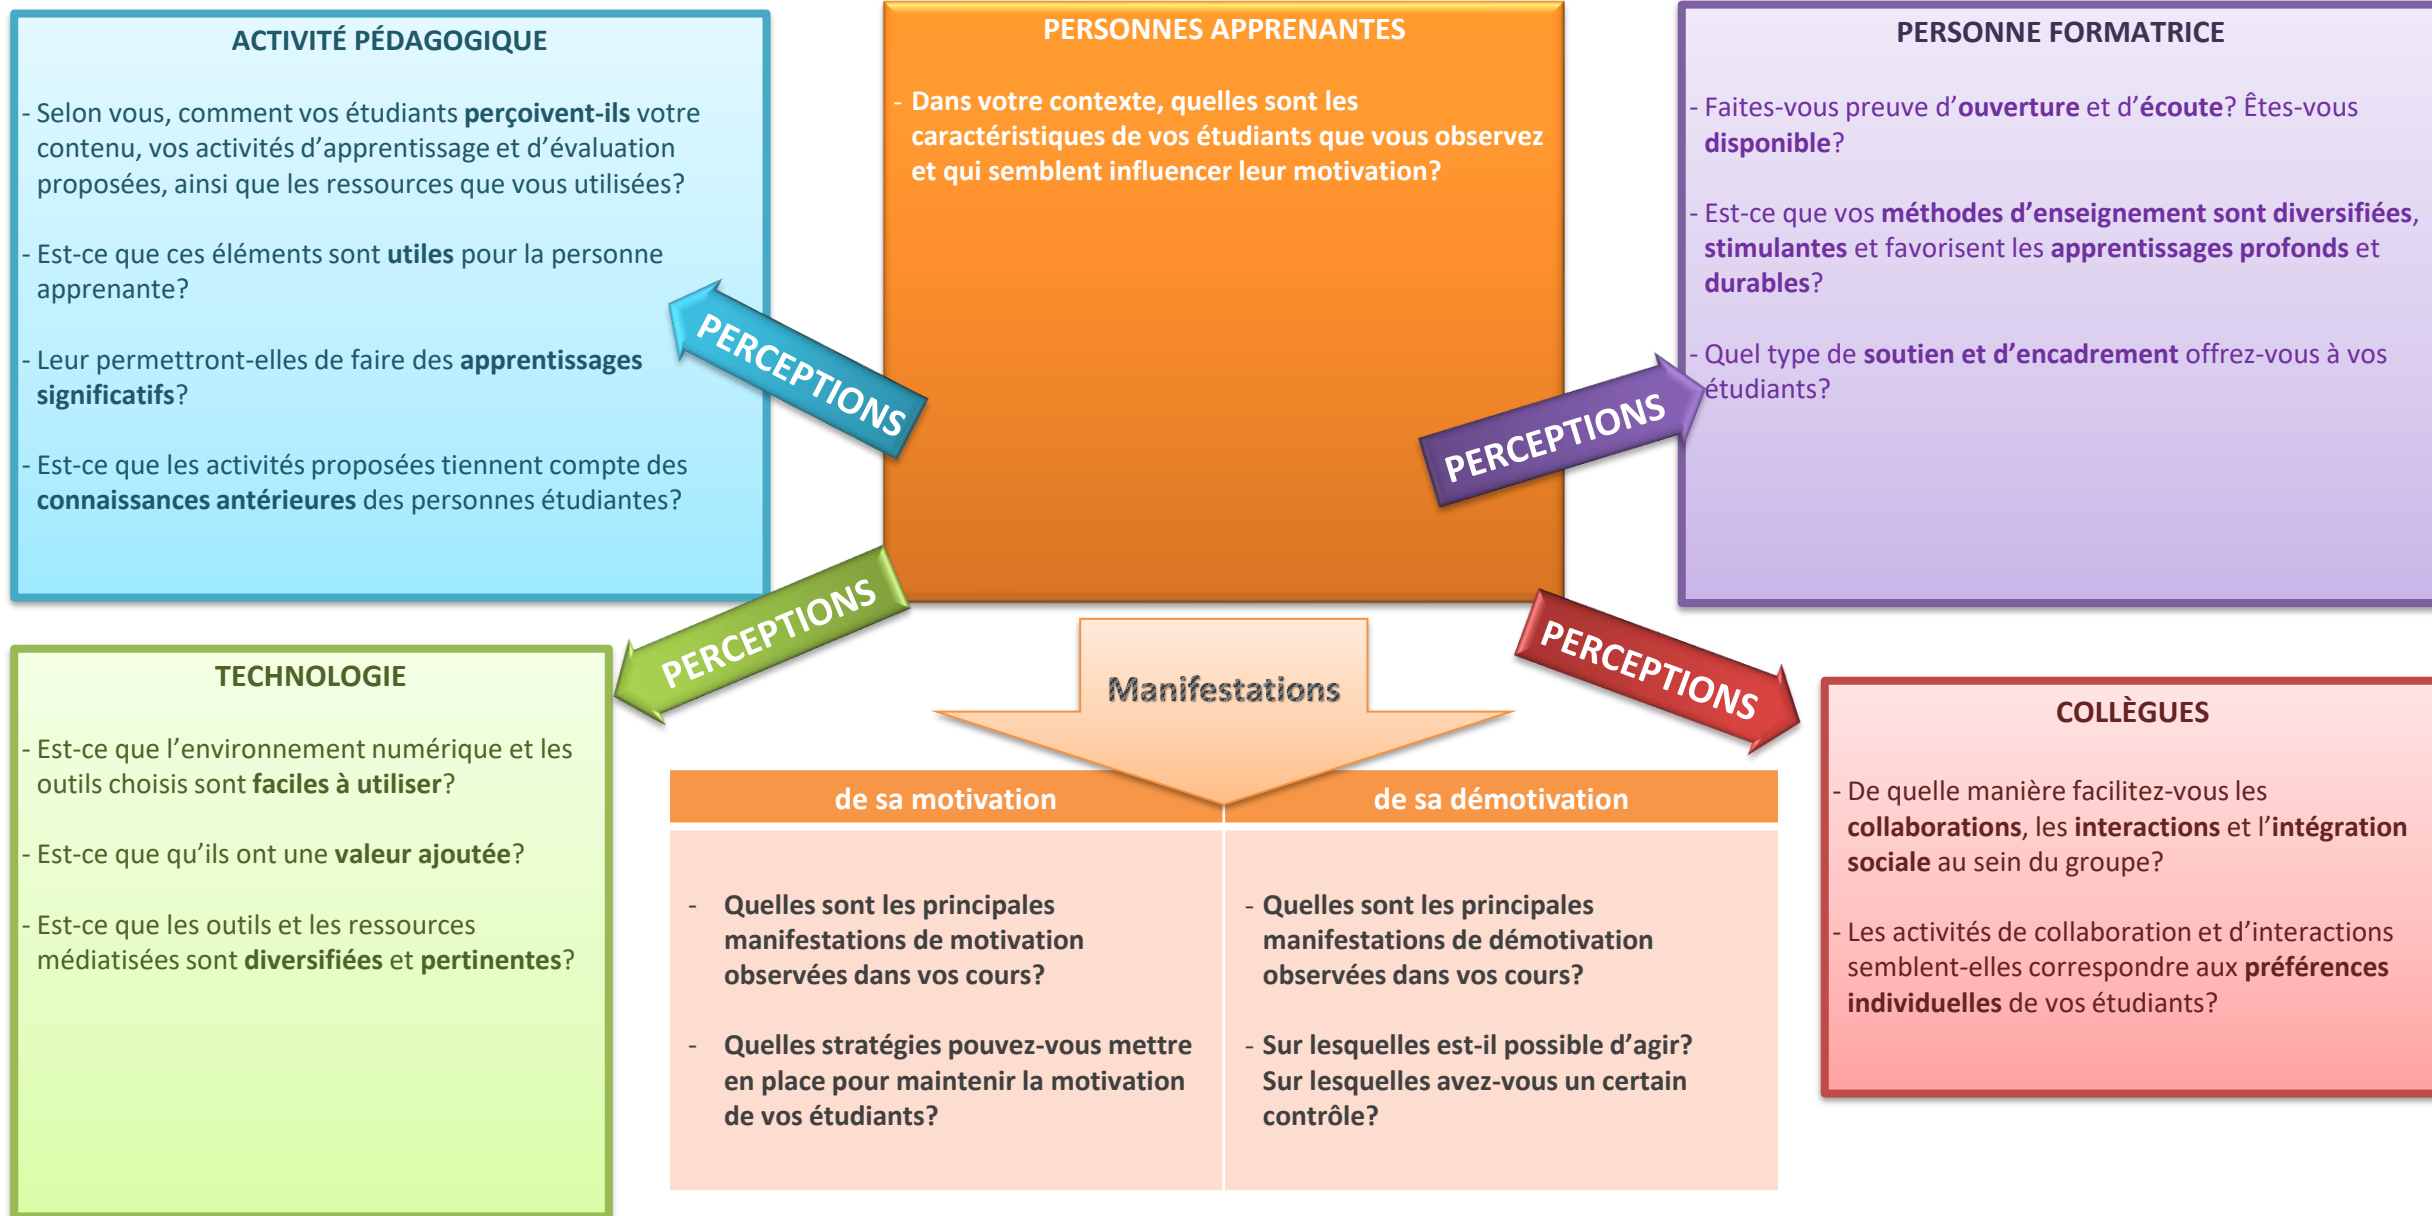 ACTIVITÉ PÉDAGOGIQUE
- Selon vous, comment vos étudiants perçoivent-ils votre
contenu, vos activités d’apprentissage et d’évaluation
proposées, ainsi que les ressources que vous utilisées?
- Est-ce que ces éléments sont utiles pour la personne
apprenante?
- Leur permettront-elles de faire des apprentissages
significatifs?
- Est-ce que les activités proposées tiennent compte des
connaissances antérieures des personnes étudiantes?
PERCEPTIONS
PERSONNES APPRENANTES
- Dans votre contexte, quelles sont les
caractéristiques de vos étudiants que vous observez
et qui semblent influencer leur motivation?
PERCEPTIONS
PERSONNE FORMATRICE
- Faites-vous preuve d’ouverture et d’écoute? Êtes-vous
disponible?
- Est-ce que vos méthodes d’enseignement sont diversifiées,
stimulantes et favorisent les apprentissages profonds et
durables?
- Quel type de soutien et d’encadrement offrez-vous à vos
étudiants?
PERCEPTIONS
TECHNOLOGIE
- Est-ce que l’environnement numérique et les
outils choisis sont faciles à utiliser?
- Est-ce que qu’ils ont une valeur ajoutée?
- Est-ce que les outils et les ressources
médiatisées sont diversifiées et pertinentes?
Manifestations
de sa motivation
- Quelles sont les principales
manifestations de motivation
observées dans vos cours?
- Quelles stratégies pouvez-vous mettre
en place pour maintenir la motivation
de vos étudiants?
de sa démotivation
- Quelles sont les principales
manifestations de démotivation
observées dans vos cours?
- Sur lesquelles est-il possible d’agir?
Sur lesquelles avez-vous un certain
contrôle?
PERCEPTIONS
COLLÈGUES
- De quelle manière facilitez-vous les
collaborations, les interactions et l’intégration
sociale au sein du groupe?
- Les activités de collaboration et d’interactions
semblent-elles correspondre aux préférences
individuelles de vos étudiants?